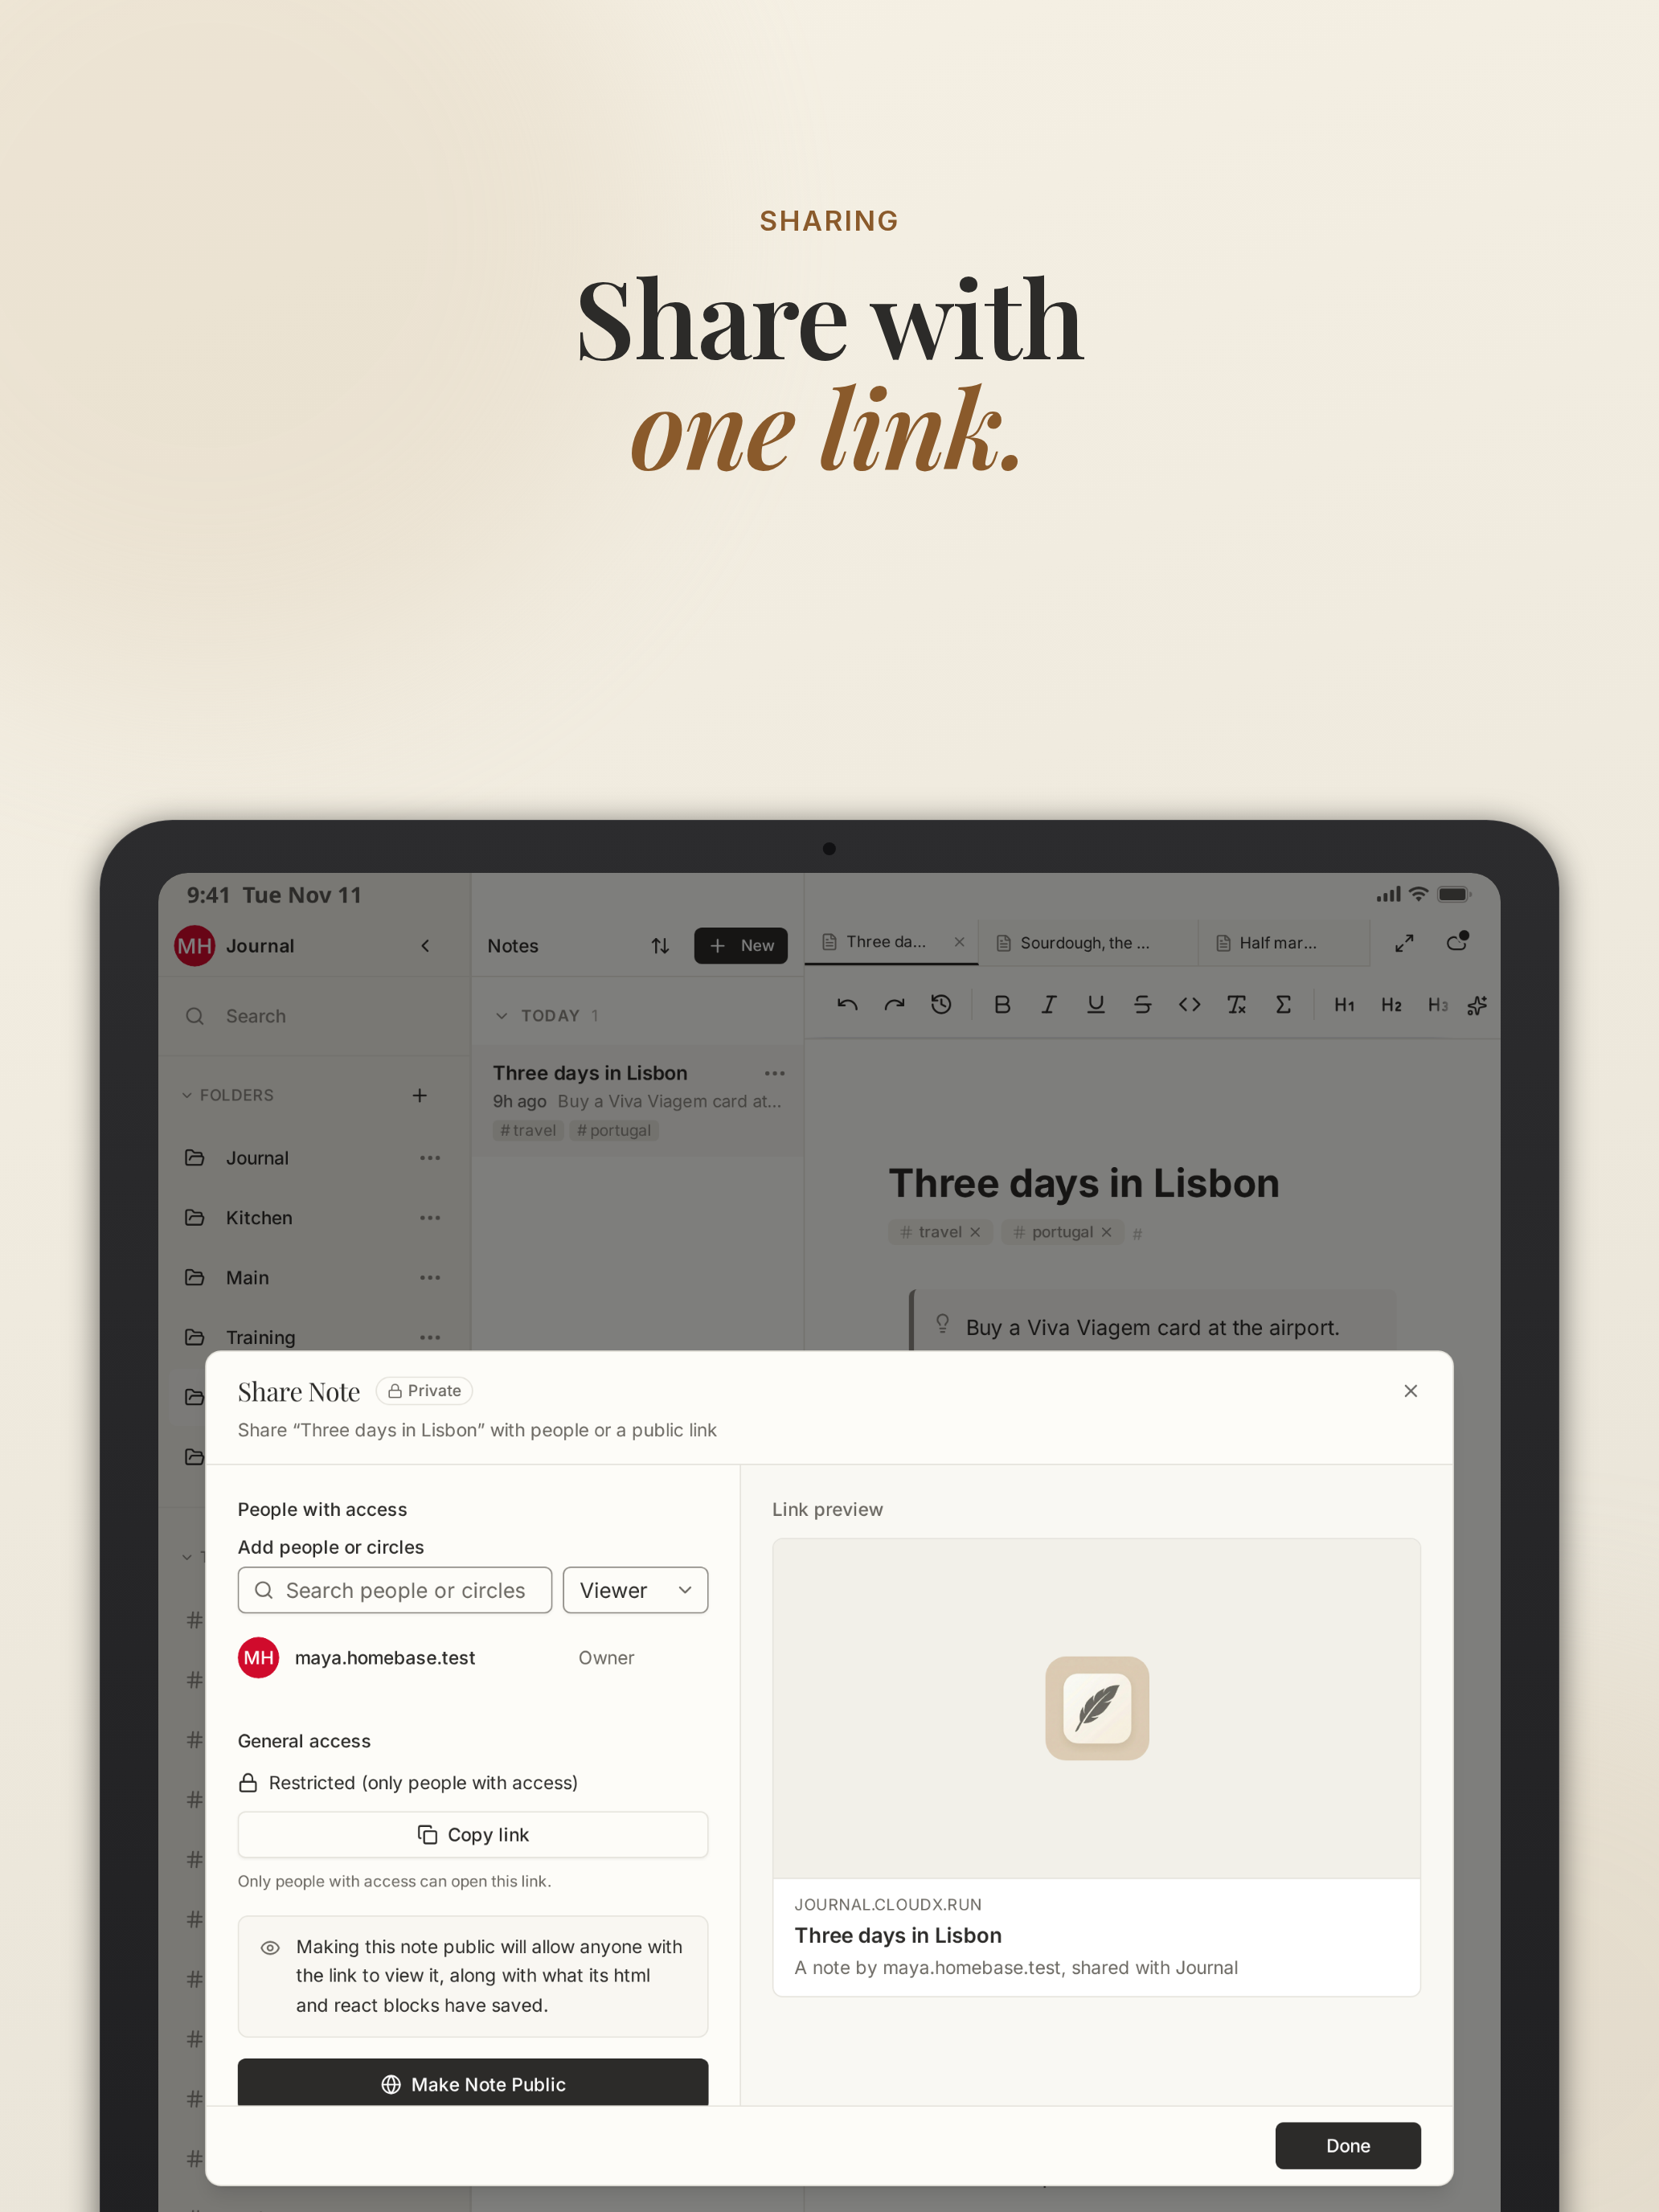 SHARING
Share with
one link.
9:41 Tue Nov 11
MH Journal
Notes
New
Three da...
Sourdough, the ...
Half mar...
Search
TODAY 1
B I U S H1 H2 H3
Three days in Lisbon
9h ago Buy a Viva Viagem card at...
#travel #portugal
FOLDERS
Journal
Kitchen
Main
Training
Three days in Lisbon
# travel # portugal #
Buy a Viva Viagem card at the airport.
Share Note
Private
Share “Three days in Lisbon” with people or a public link
People with access
Add people or circles
Search people or circles
Viewer
MH maya.homebase.test Owner
General access
Restricted (only people with access)
Copy link
Only people with access can open this link.
Making this note public will allow anyone with
the link to view it, along with what its html
and react blocks have saved.
Make Note Public
Link preview
JOURNAL.CLOUDX.RUN
Three days in Lisbon
A note by maya.homebase.test, shared with Journal
Done